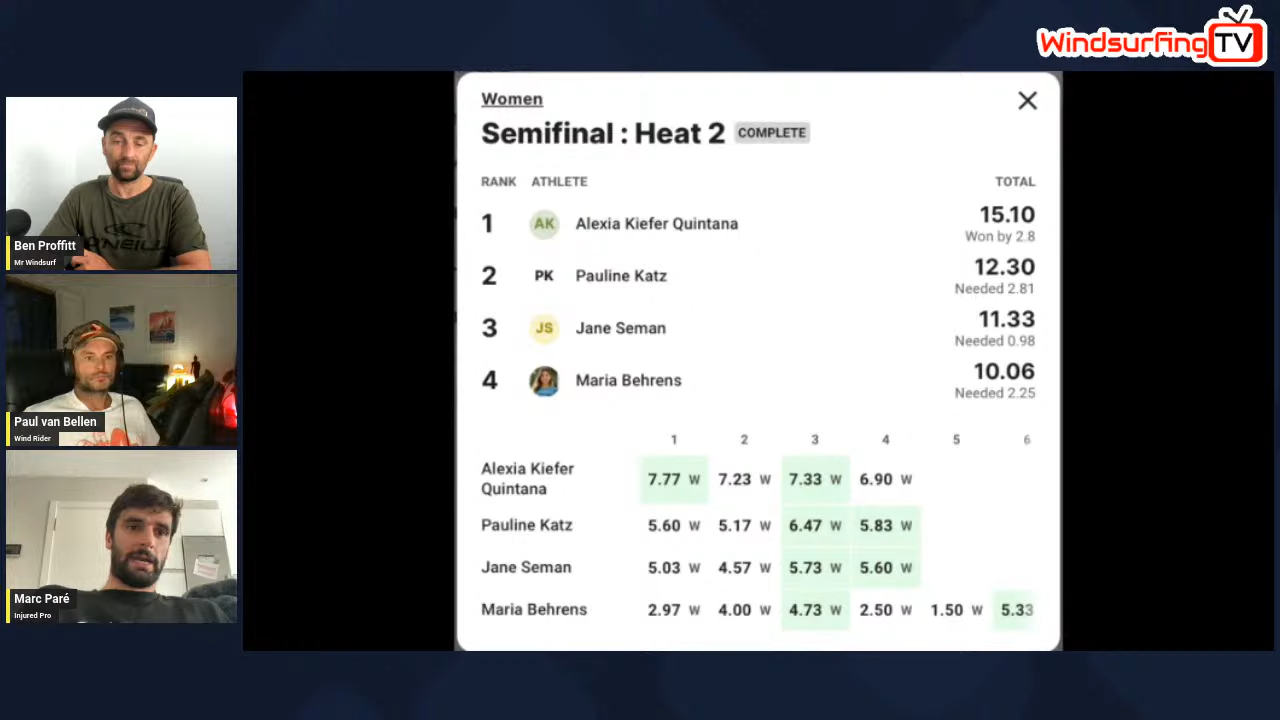 Windsurfing TV
Women
Semifinal : Heat 2 COMPLETE
RANK ATHLETE TOTAL
1 AK Alexia Kiefer Quintana 15.10
Won by 2.8
2 PK Pauline Katz 12.30
Needed 2.81
3 JS Jane Seman 11.33
Needed 0.98
4 Maria Behrens 10.06
Needed 2.25
1 2 3 4 5 6
Alexia Kiefer
Quintana 7.77 W 7.23 W 7.33 W 6.90 W
Pauline Katz 5.60 W 5.17 W 6.47 W 5.83 W
Jane Seman 5.03 W 4.57 W 5.73 W 5.60 W
Maria Behrens 2.97 W 4.00 W 4.73 W 2.50 W 1.50 W 5.33
O'NEILL
Ben Proffitt
Mr Windsurf
Paul van Bellen
Wind Rider
Marc Paré
Injured Pro